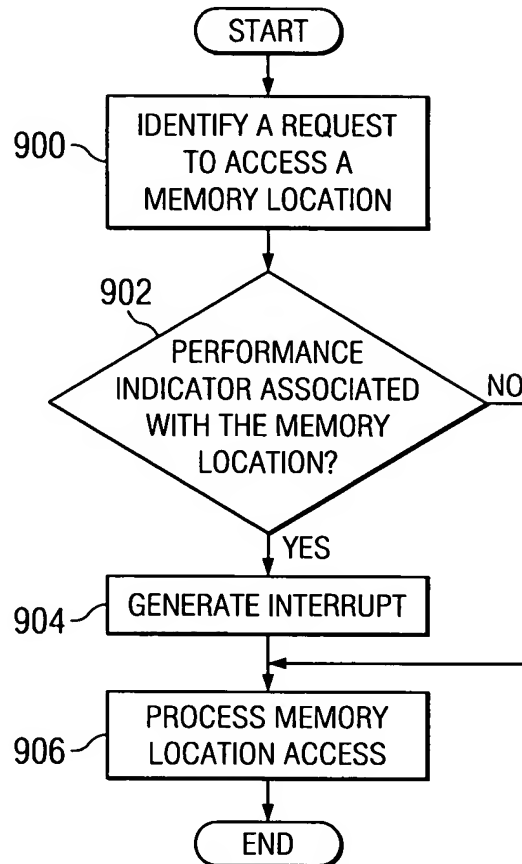 START
900
IDENTIFY A REQUEST
TO ACCESS A
MEMORY LOCATION
902
PERFORMANCE
INDICATOR ASSOCIATED
WITH THE MEMORY
LOCATION?
NO
YES
904
GENERATE INTERRUPT
906
PROCESS MEMORY
LOCATION ACCESS
END